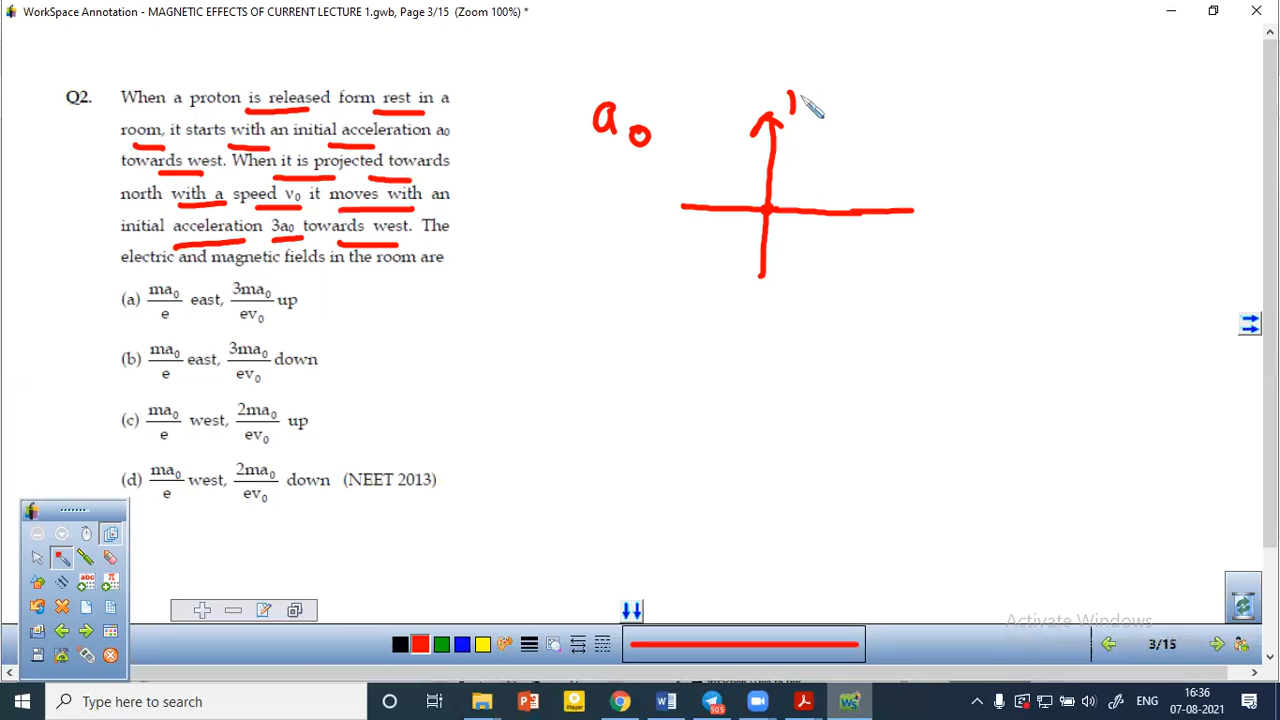 WorkSpace Annotation - MAGNETIC EFFECTS OF CURRENT LECTURE 1.gwb, Page 3/15 (Zoom 100%) *
Q2. When a proton is released form rest in a
room, it starts with an initial acceleration a₀
towards west. When it is projected towards
north with a speed v₀ it moves with an
initial acceleration 3a₀ towards west. The
electric and magnetic fields in the room are
(a) ma₀/e east, 3ma₀/ev₀ up
(b) ma₀/e east, 3ma₀/ev₀ down
(c) ma₀/e west, 2ma₀/ev₀ up
(d) ma₀/e west, 2ma₀/ev₀ down (NEET 2013)
a₀
abc
π
Activate Windows
3/15
Type here to search
505
Player
ENG
16:36
07-08-2021